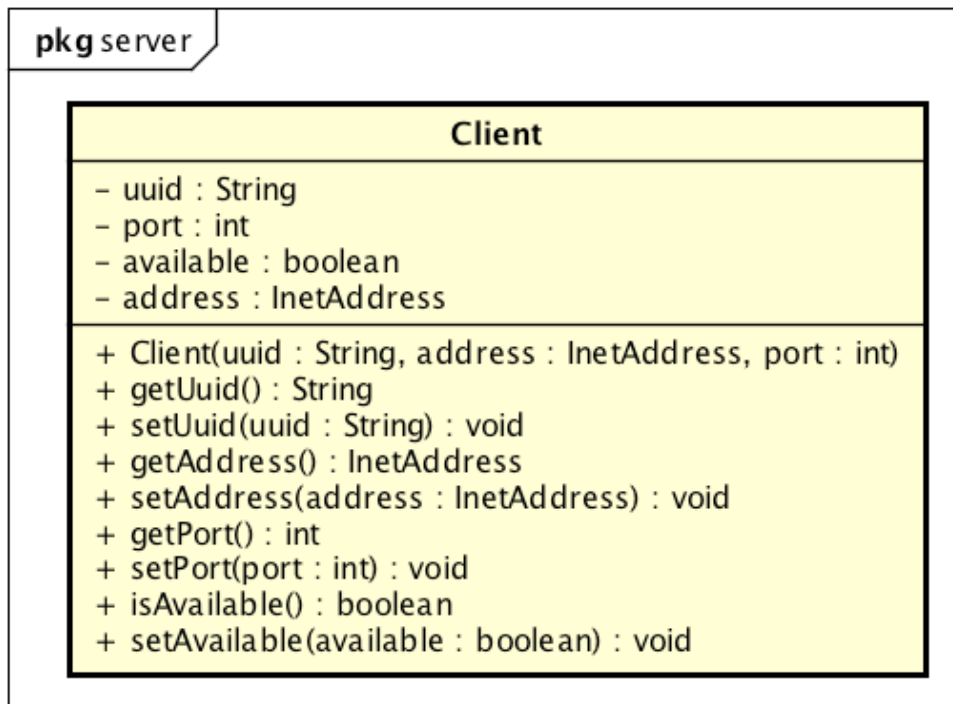 pkg server
Client
– uuid : String
– port : int
– available : boolean
– address : InetAddress
+ Client(uuid : String, address : InetAddress, port : int)
+ getUuid() : String
+ setUuid(uuid : String) : void
+ getAddress() : InetAddress
+ setAddress(address : InetAddress) : void
+ getPort() : int
+ setPort(port : int) : void
+ isAvailable() : boolean
+ setAvailable(available : boolean) : void